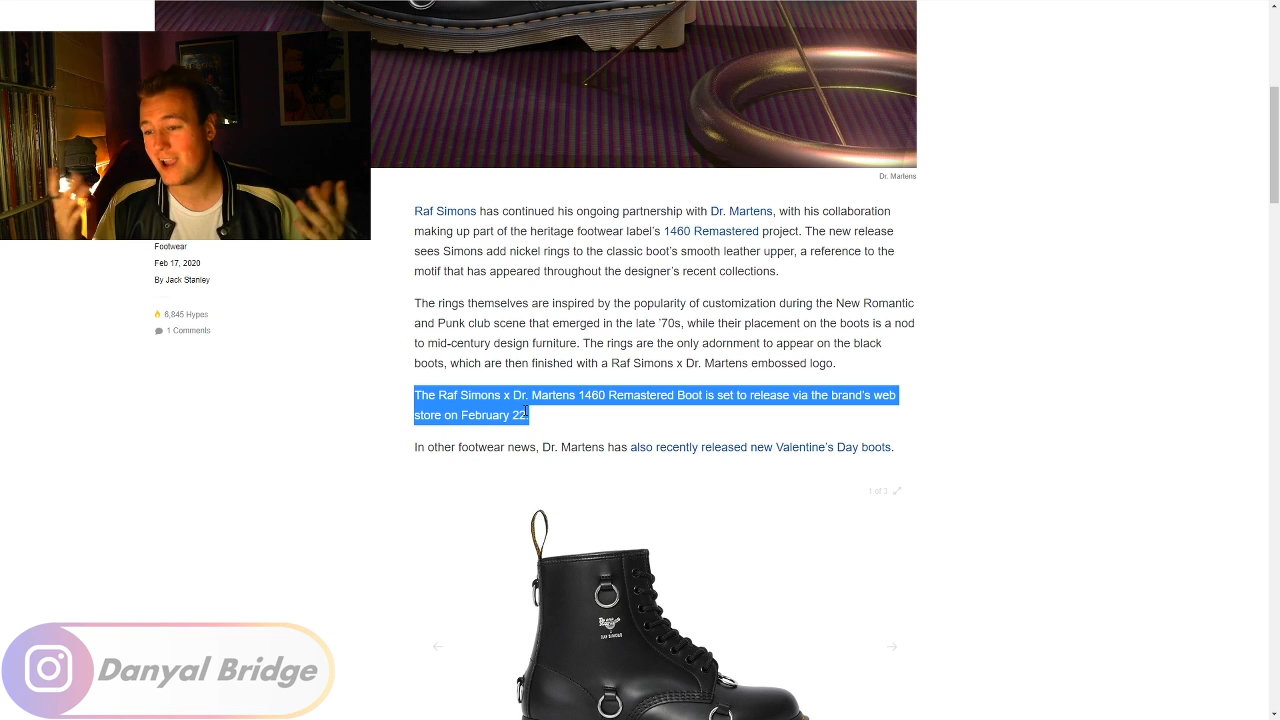 Dr. Martens
Raf Simons has continued his ongoing partnership with Dr. Martens, with his collaboration
making up part of the heritage footwear label's 1460 Remastered project. The new release
sees Simons add nickel rings to the classic boot's smooth leather upper, a reference to the
motif that has appeared throughout the designer's recent collections.
Footwear
Feb 17, 2020
By Jack Stanley
6,845 Hypes
1 Comments
The rings themselves are inspired by the popularity of customization during the New Romantic
and Punk club scene that emerged in the late '70s, while their placement on the boots is a nod
to mid-century design furniture. The rings are the only adornment to appear on the black
boots, which are then finished with a Raf Simons x Dr. Martens embossed logo.
The Raf Simons x Dr. Martens 1460 Remastered Boot is set to release via the brand's web
store on February 22.
In other footwear news, Dr. Martens has also recently released new Valentine's Day boots.
1 of 3
Danyal Bridge